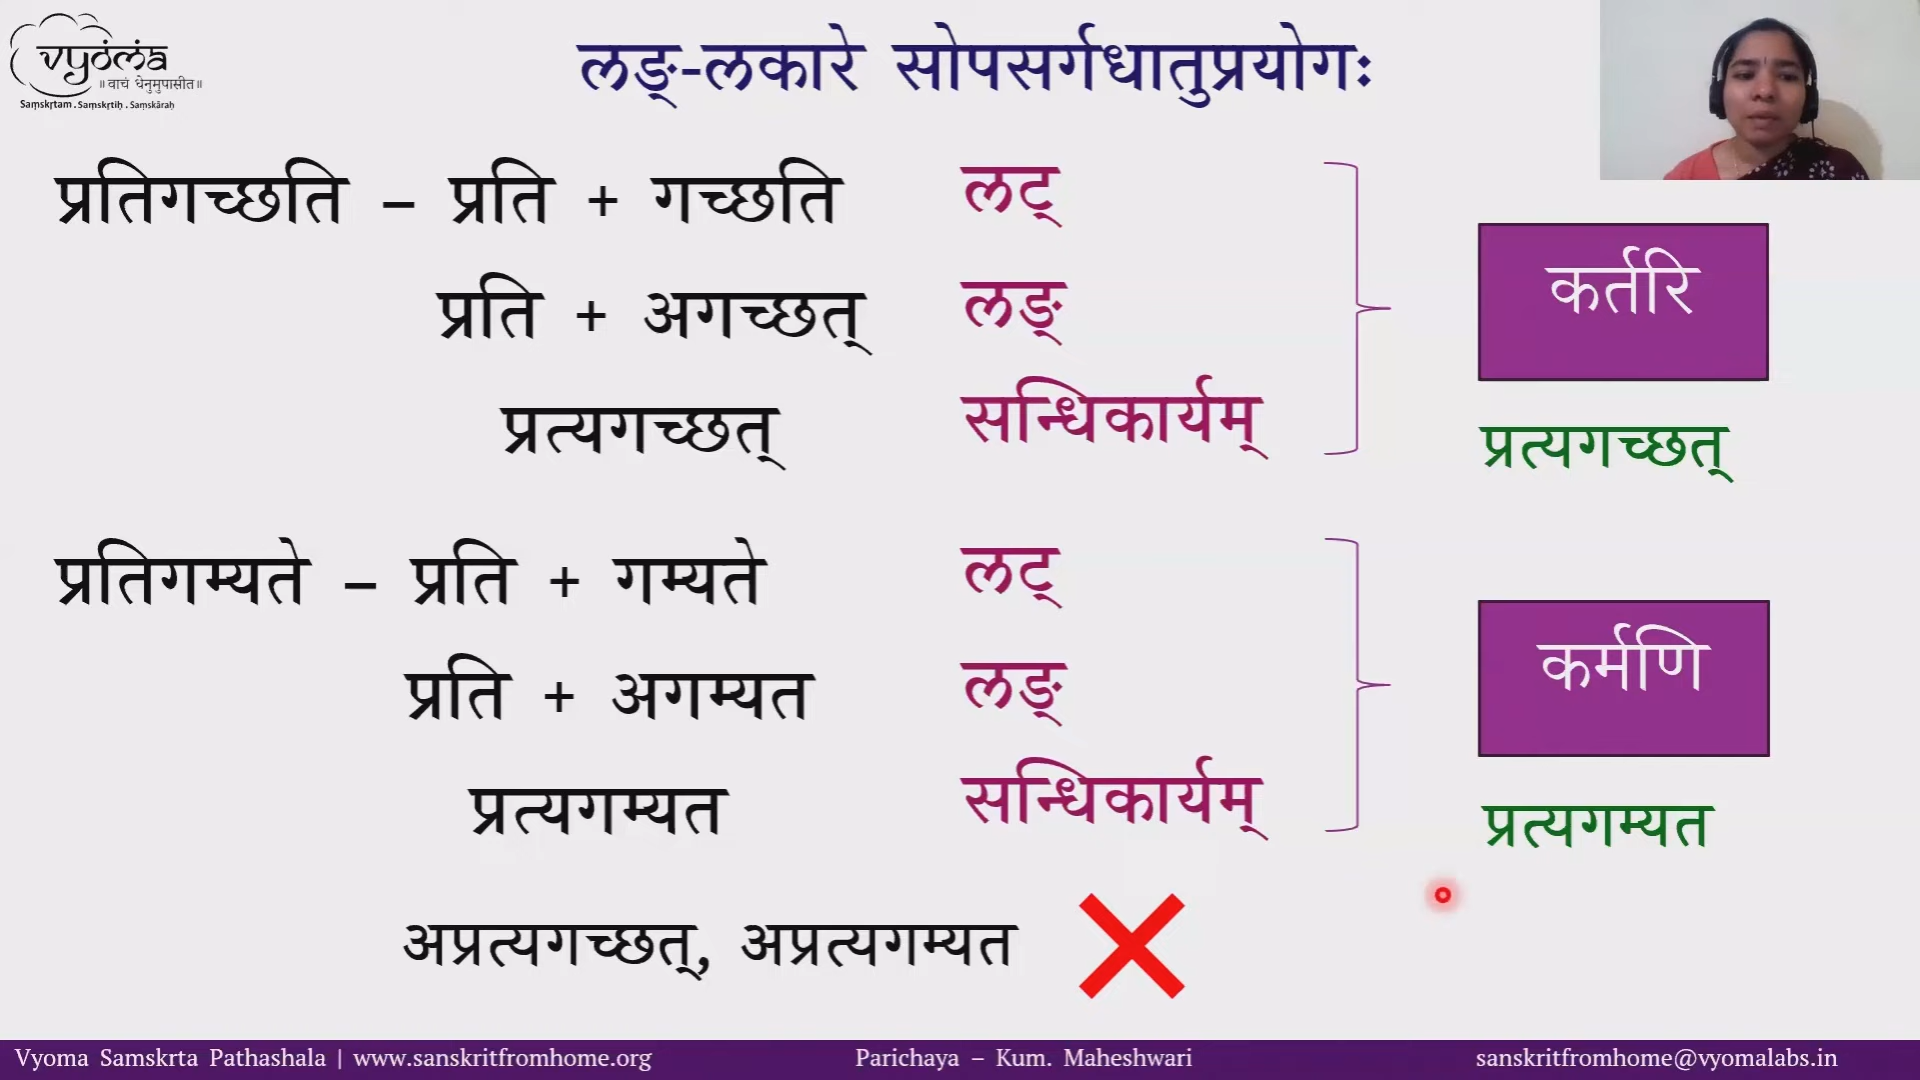 vyoma
॥ वाचं धेनुमुपासीत॥
Saṃskṛtam . Saṃskṛtiḥ . Saṃskāraḥ
लङ्-लकारे सोपसर्गधातुप्रयोगः
प्रतिगच्छति – प्रति + गच्छति लट्
प्रति + अगच्छत् लङ्
प्रत्यगच्छत् सन्धिकार्यम्
कर्तरि
प्रत्यगच्छत्
प्रतिगम्यते – प्रति + गम्यते लट्
प्रति + अगम्यत लङ्
प्रत्यगम्यत सन्धिकार्यम्
कर्मणि
प्रत्यगम्यत
अप्रत्यगच्छत्, अप्रत्यगम्यत
Vyoma Samskrta Pathashala | www.sanskritfromhome.org Parichaya – Kum. Maheshwari sanskritfromhome@vyomalabs.in